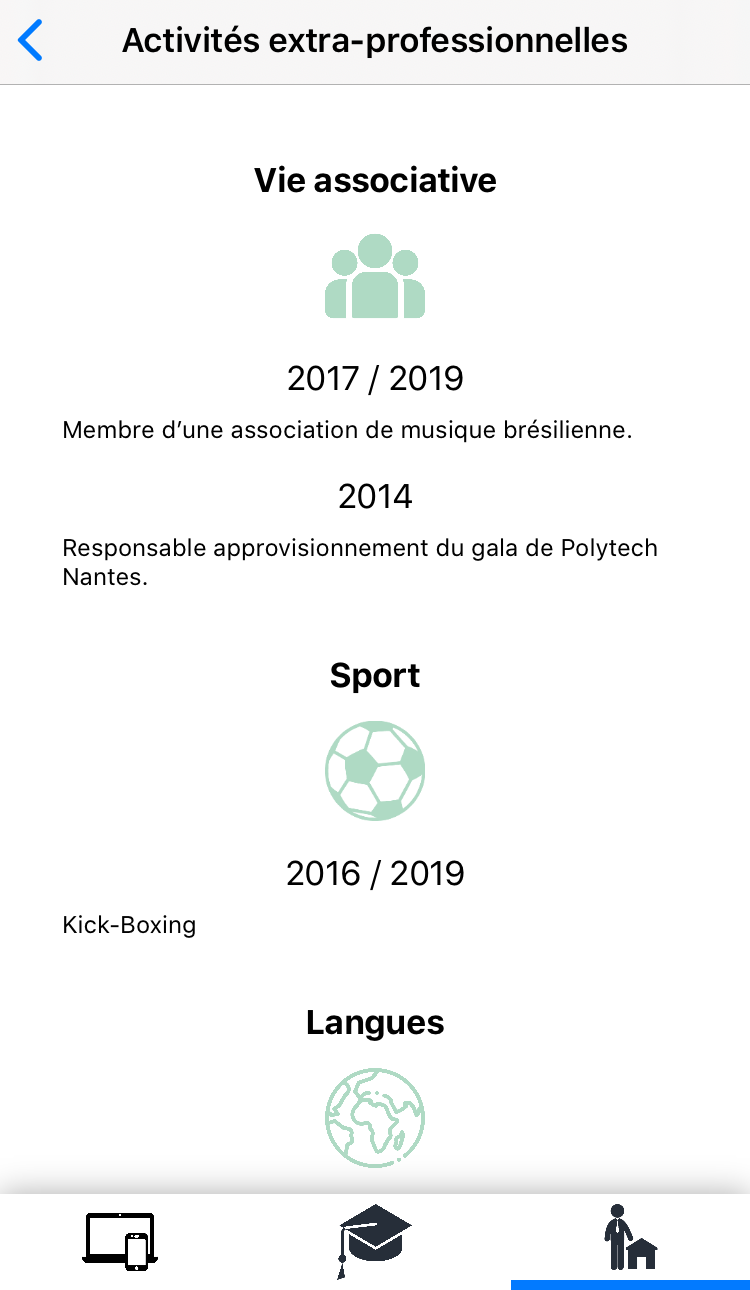 Activités extra-professionnelles
Vie associative
2017 / 2019
Membre d’une association de musique brésilienne.
2014
Responsable approvisionnement du gala de Polytech
Nantes.
Sport
2016 / 2019
Kick-Boxing
Langues